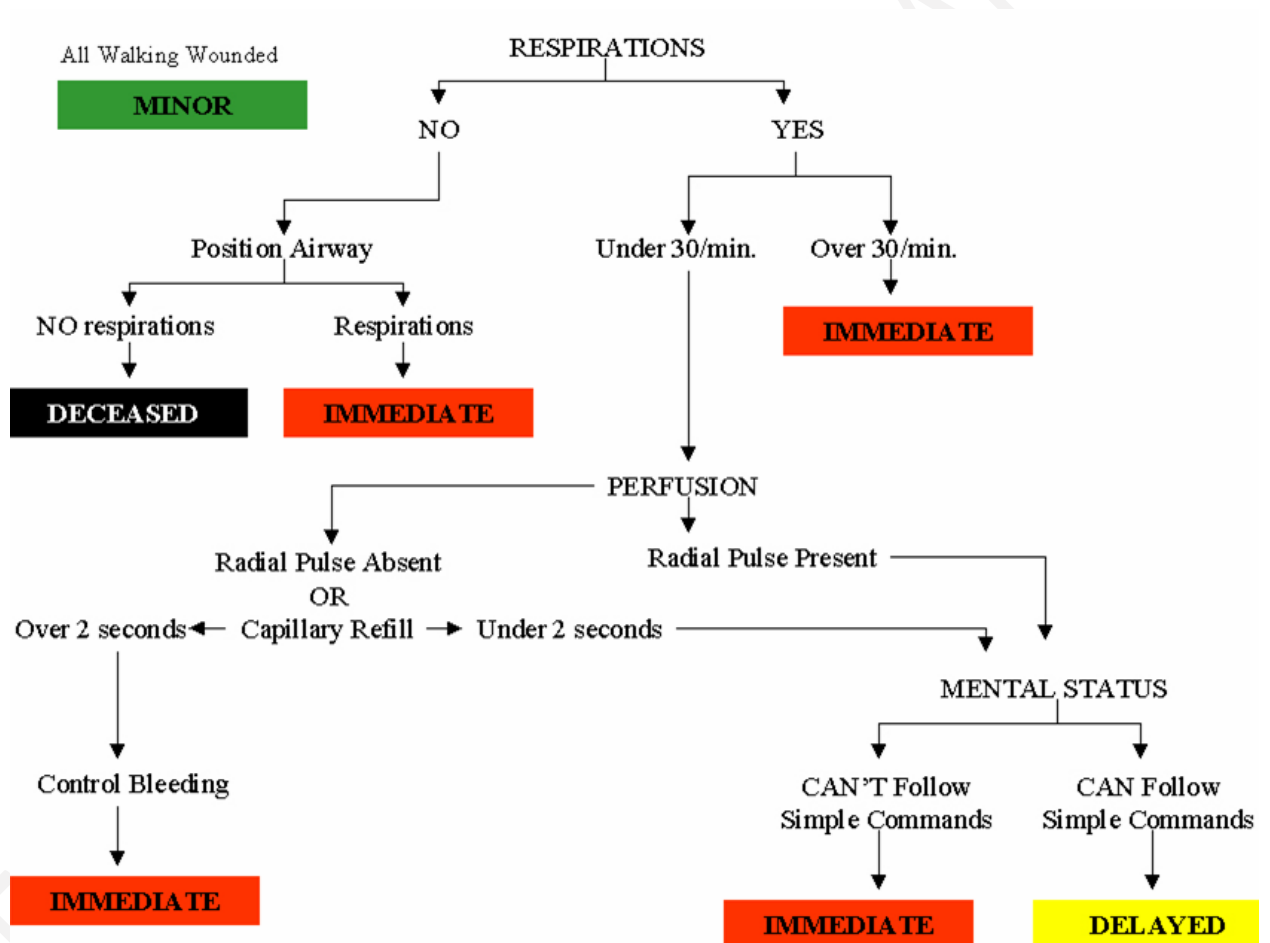 All Walking Wounded
MINOR
RESPIRATIONS
NO
YES
Position Airway
Under 30/min.
Over 30/min.
NO respirations
Respirations
IMMEDIATE
DECEASED
IMMEDIATE
PERFUSION
Radial Pulse Absent
Radial Pulse Present
OR
Over 2 seconds
Capillary Refill
Under 2 seconds
MENTAL STATUS
Control Bleeding
CAN'T Follow
Simple Commands
CAN Follow
Simple Commands
IMMEDIATE
IMMEDIATE
DELAYED